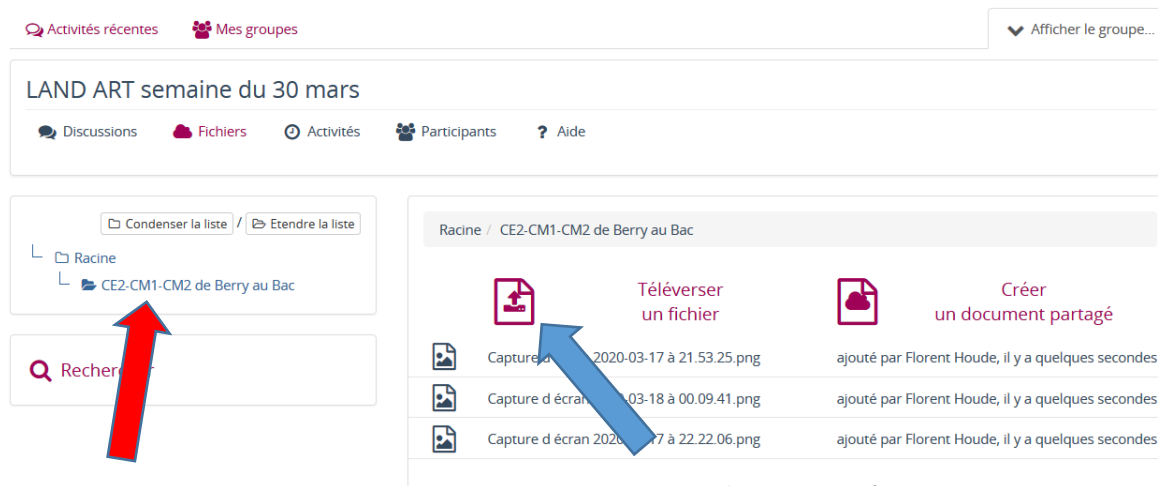 Activités récentes Mes groupes Afficher le groupe...
LAND ART semaine du 30 mars
Discussions Fichiers Activités Participants ? Aide
Condenser la liste / Etendre la liste
Racine
CE2-CM1-CM2 de Berry au Bac
Rechercher
Racine / CE2-CM1-CM2 de Berry au Bac
Téléverser
un fichier
Créer
un document partagé
Capture d 2020-03-17 à 21.53.25.png ajouté par Florent Houde, il y a quelques secondes
Capture d écran 03-18 à 00.09.41.png ajouté par Florent Houde, il y a quelques secondes
Capture d écran 2020 17 à 22.22.06.png ajouté par Florent Houde, il y a quelques secondes